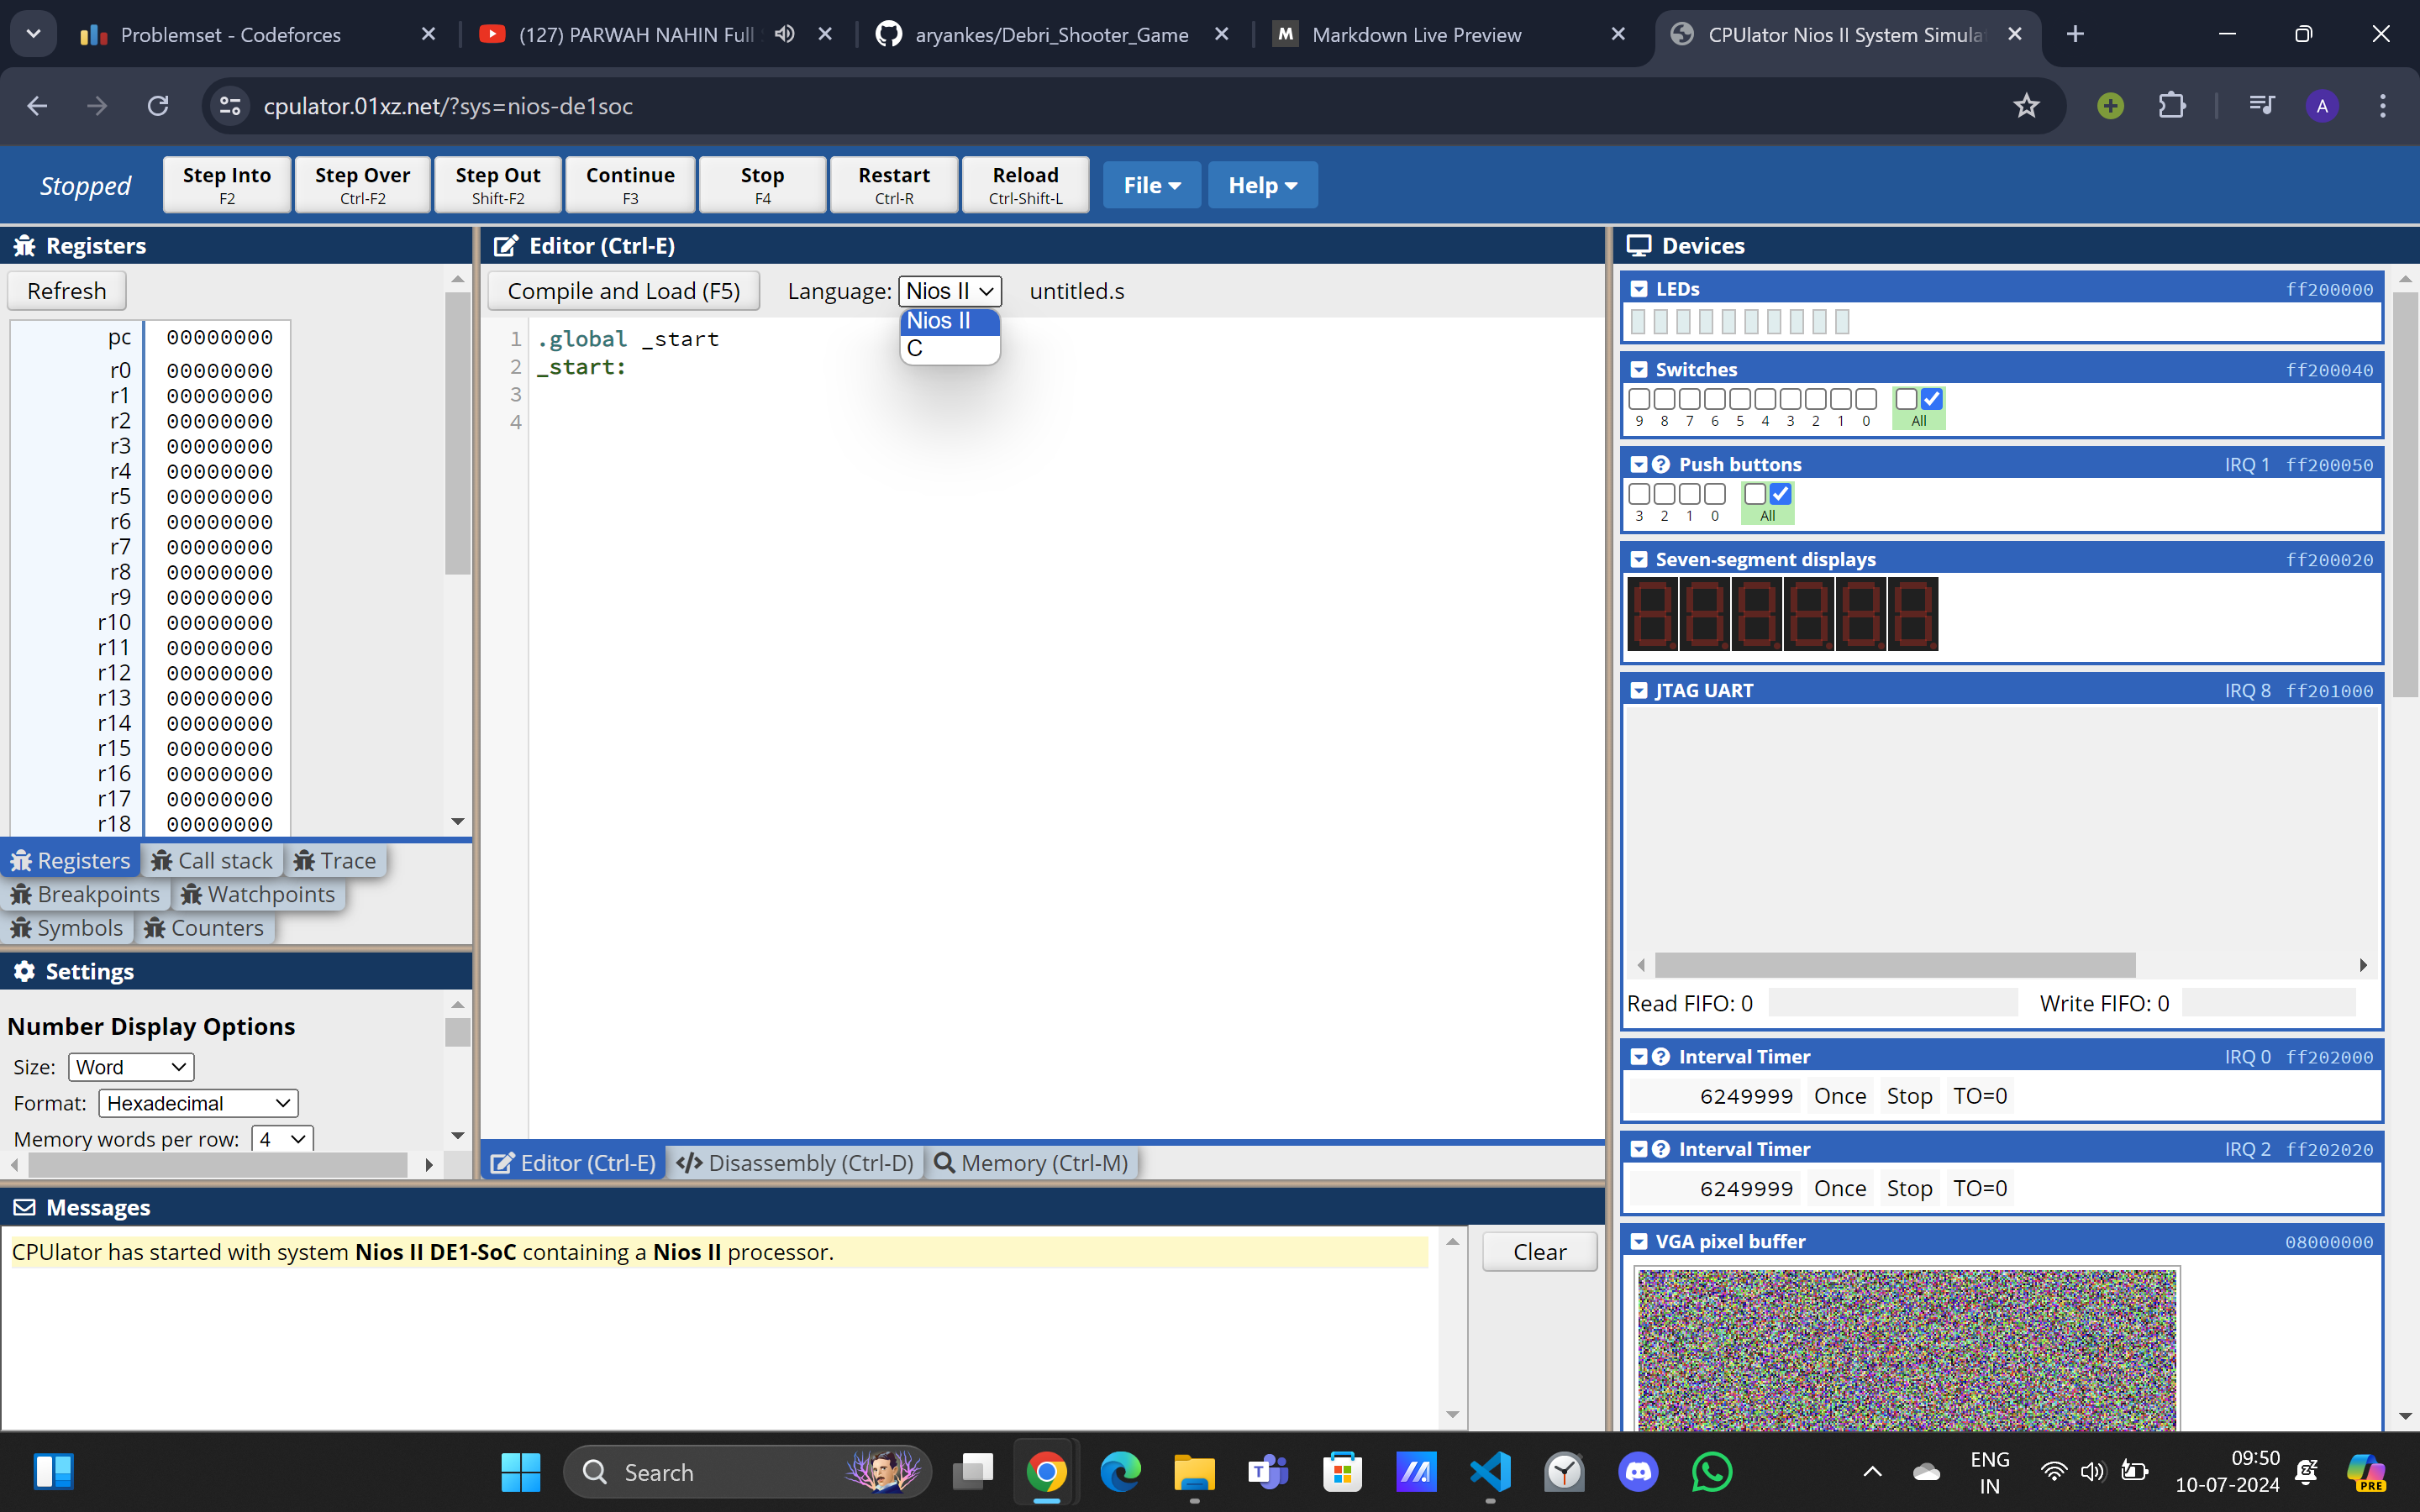 Problemset - Codeforces
(127) PARWAH NAHIN Full
aryankes/Debri_Shooter_Game
M Markdown Live Preview
CPUlator Nios II System Simula
cpulator.01xz.net/?sys=nios-de1soc
A
Stopped
Step Into
F2
Step Over
Ctrl-F2
Step Out
Shift-F2
Continue
F3
Stop
F4
Restart
Ctrl-R
Reload
Ctrl-Shift-L
File
Help
Registers
Refresh
pc 00000000
r0 00000000
r1 00000000
r2 00000000
r3 00000000
r4 00000000
r5 00000000
r6 00000000
r7 00000000
r8 00000000
r9 00000000
r10 00000000
r11 00000000
r12 00000000
r13 00000000
r14 00000000
r15 00000000
r16 00000000
r17 00000000
r18 00000000
Registers Call stack Trace
Breakpoints Watchpoints
Symbols Counters
Settings
Number Display Options
Size: Word
Format: Hexadecimal
Memory words per row: 4
Editor (Ctrl-E)
Compile and Load (F5) Language: Nios II untitled.s
Nios II
C
1 .global _start
2 _start:
3
4
Editor (Ctrl-E) Disassembly (Ctrl-D) Memory (Ctrl-M)
Messages
CPUlator has started with system Nios II DE1-SoC containing a Nios II processor.
Clear
Devices
LEDs ff200000
Switches ff200040
9 8 7 6 5 4 3 2 1 0 All
Push buttons IRQ 1 ff200050
3 2 1 0 All
Seven-segment displays ff200020
JTAG UART IRQ 8 ff201000
Read FIFO: 0 Write FIFO: 0
Interval Timer IRQ 0 ff202000
6249999 Once Stop TO=0
Interval Timer IRQ 2 ff202020
6249999 Once Stop TO=0
VGA pixel buffer 08000000
Search
ENG
IN
09:50
10-07-2024
PRE